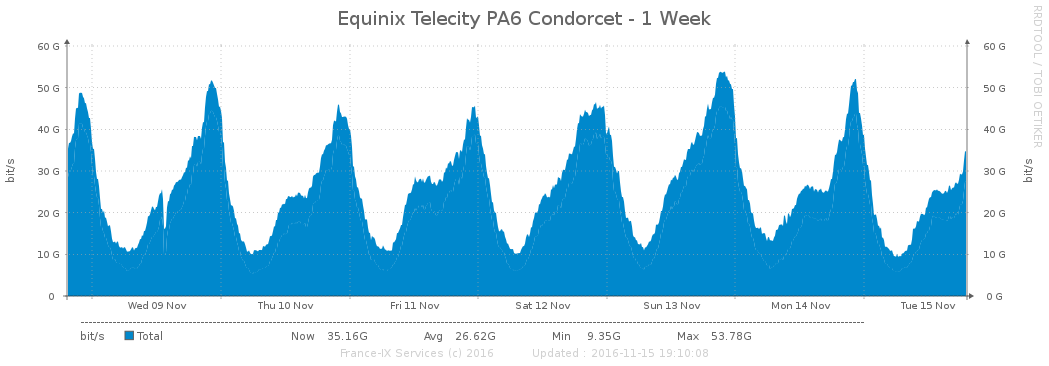 Equinix Telecity PA6 Condorcet - 1 Week
RRDTOOL / TOBI OETIKER
bit/s
60 G
50 G
40 G
30 G
20 G
10 G
0
60 G
50 G
40 G
30 G
20 G
10 G
0 G
bit/s
Wed 09 Nov Thu 10 Nov Fri 11 Nov Sat 12 Nov Sun 13 Nov Mon 14 Nov Tue 15 Nov
bit/s Total Now 35.16G Avg 26.62G Min 9.35G Max 53.78G
France-IX Services (c) 2016 Updated : 2016-11-15 19:10:08